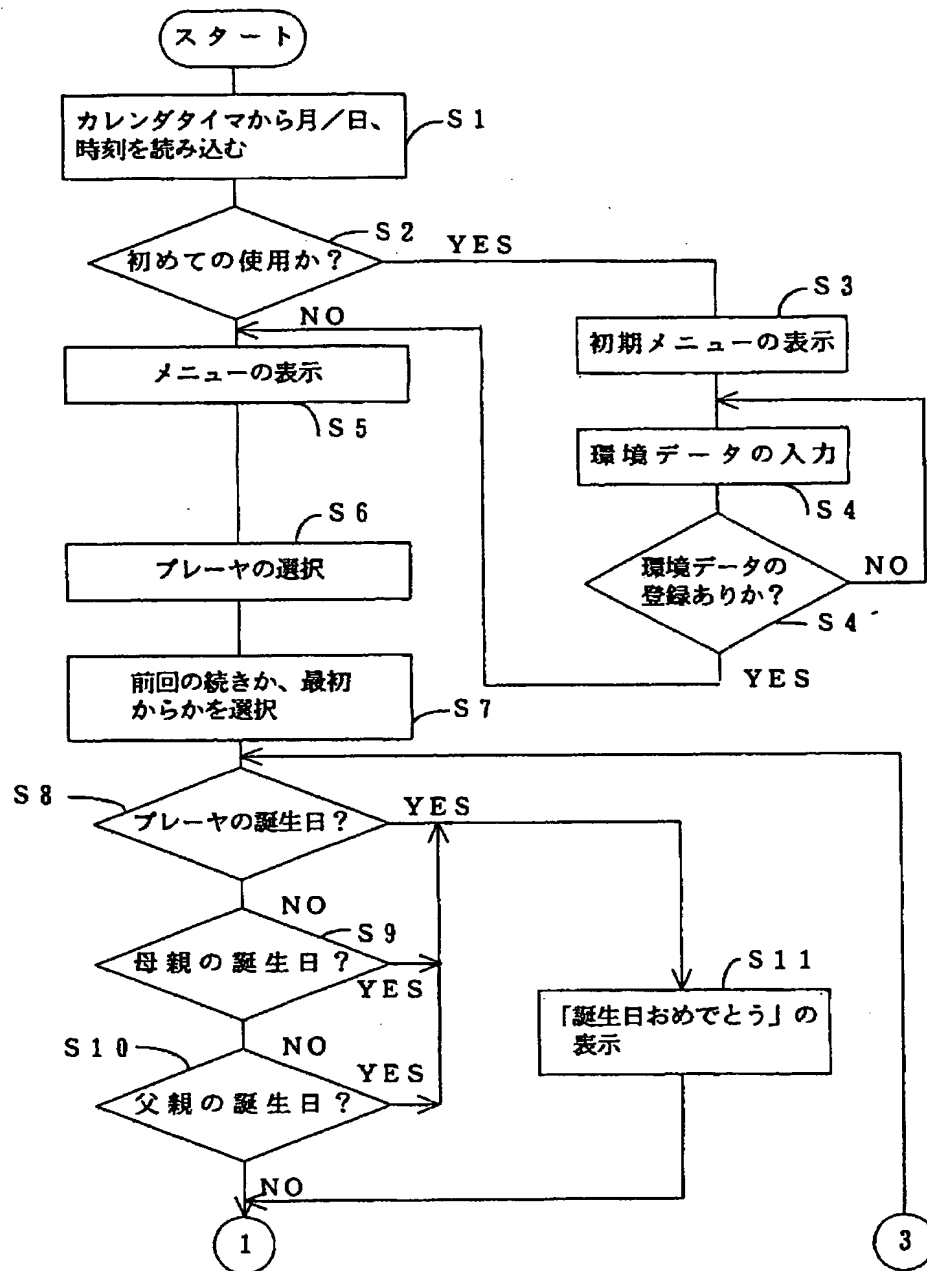 スタート
カレンダタイマから月/日、
時刻を読み込む
S1
初めての使用か?
S2
YES
NO
S3
初期メニューの表示
メニューの表示
S5
環境データの入力
S4
S6
プレーヤの選択
環境データの
登録ありか?
NO
S4
YES
前回の続きか、最初
からかを選択
S7
S8
プレーヤの誕生日?
YES
NO
S9
母親の誕生日?
YES
S11
「誕生日おめでとう」の
表示
S10
NO
YES
父親の誕生日?
NO
1
3